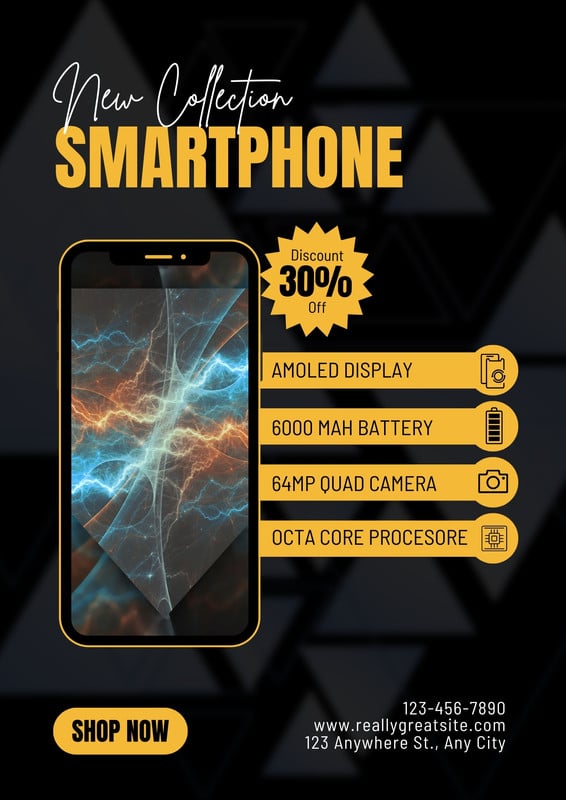 New Collection
SMARTPHONE
Discount
30%
Off
AMOLED DISPLAY
6000 MAH BATTERY
64MP QUAD CAMERA
OCTA CORE PROCESORE
SHOP NOW
123-456-7890
www.reallygreatsite.com
123 Anywhere St., Any City